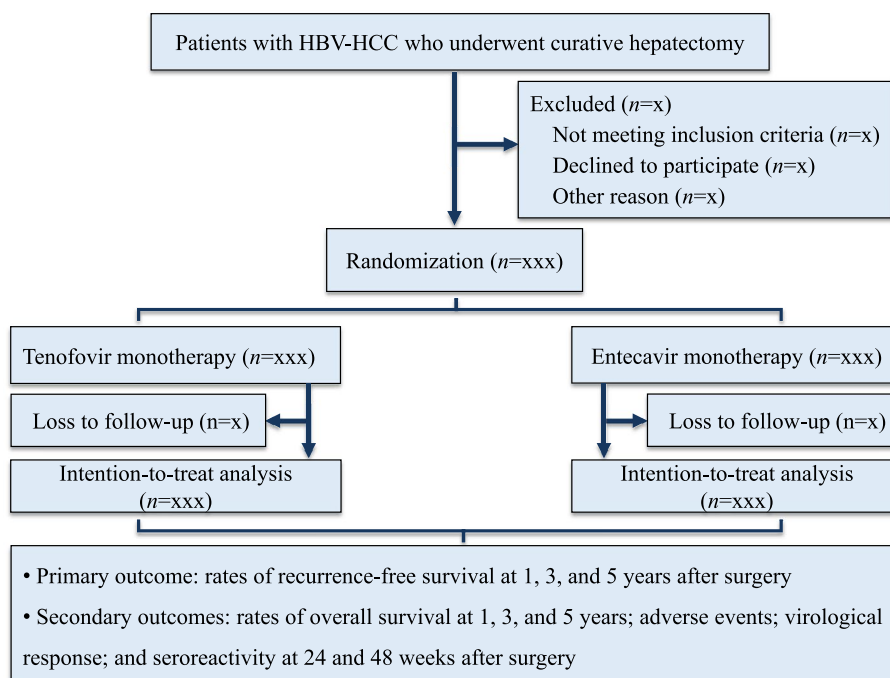 Patients with HBV-HCC who underwent curative hepatectomy
Excluded (n=x)
Not meeting inclusion criteria (n=x)
Declined to participate (n=x)
Other reason (n=x)
Randomization (n=xxx)
Tenofovir monotherapy (n=xxx)
Entecavir monotherapy (n=xxx)
Loss to follow-up (n=x)
Loss to follow-up (n=x)
Intention-to-treat analysis
(n=xxx)
Intention-to-treat analysis
(n=xxx)
• Primary outcome: rates of recurrence-free survival at 1, 3, and 5 years after surgery
• Secondary outcomes: rates of overall survival at 1, 3, and 5 years; adverse events; virological
response; and seroreactivity at 24 and 48 weeks after surgery